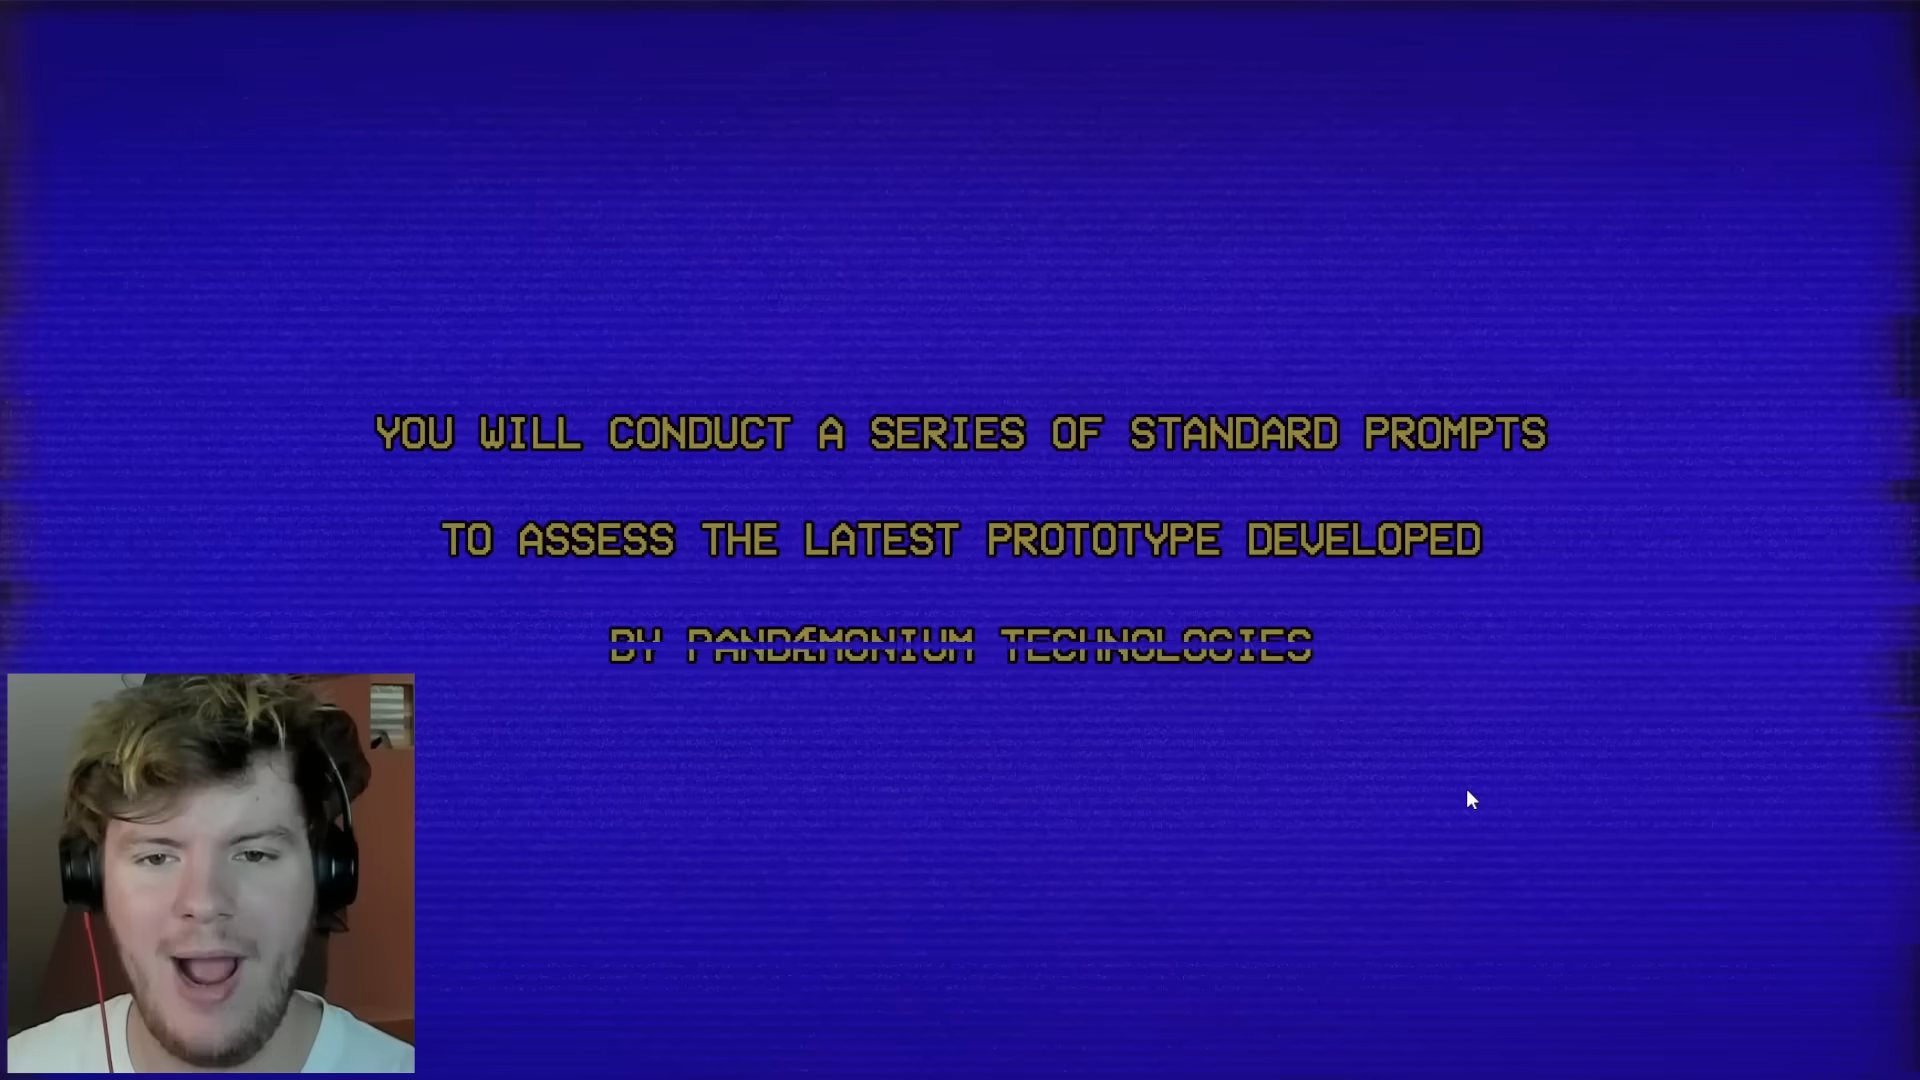 YOU WILL CONDUCT A SERIES OF STANDARD PROMPTS
TO ASSESS THE LATEST PROTOTYPE DEVELOPED
BY PANDÆMONIUM TECHNOLOGIES